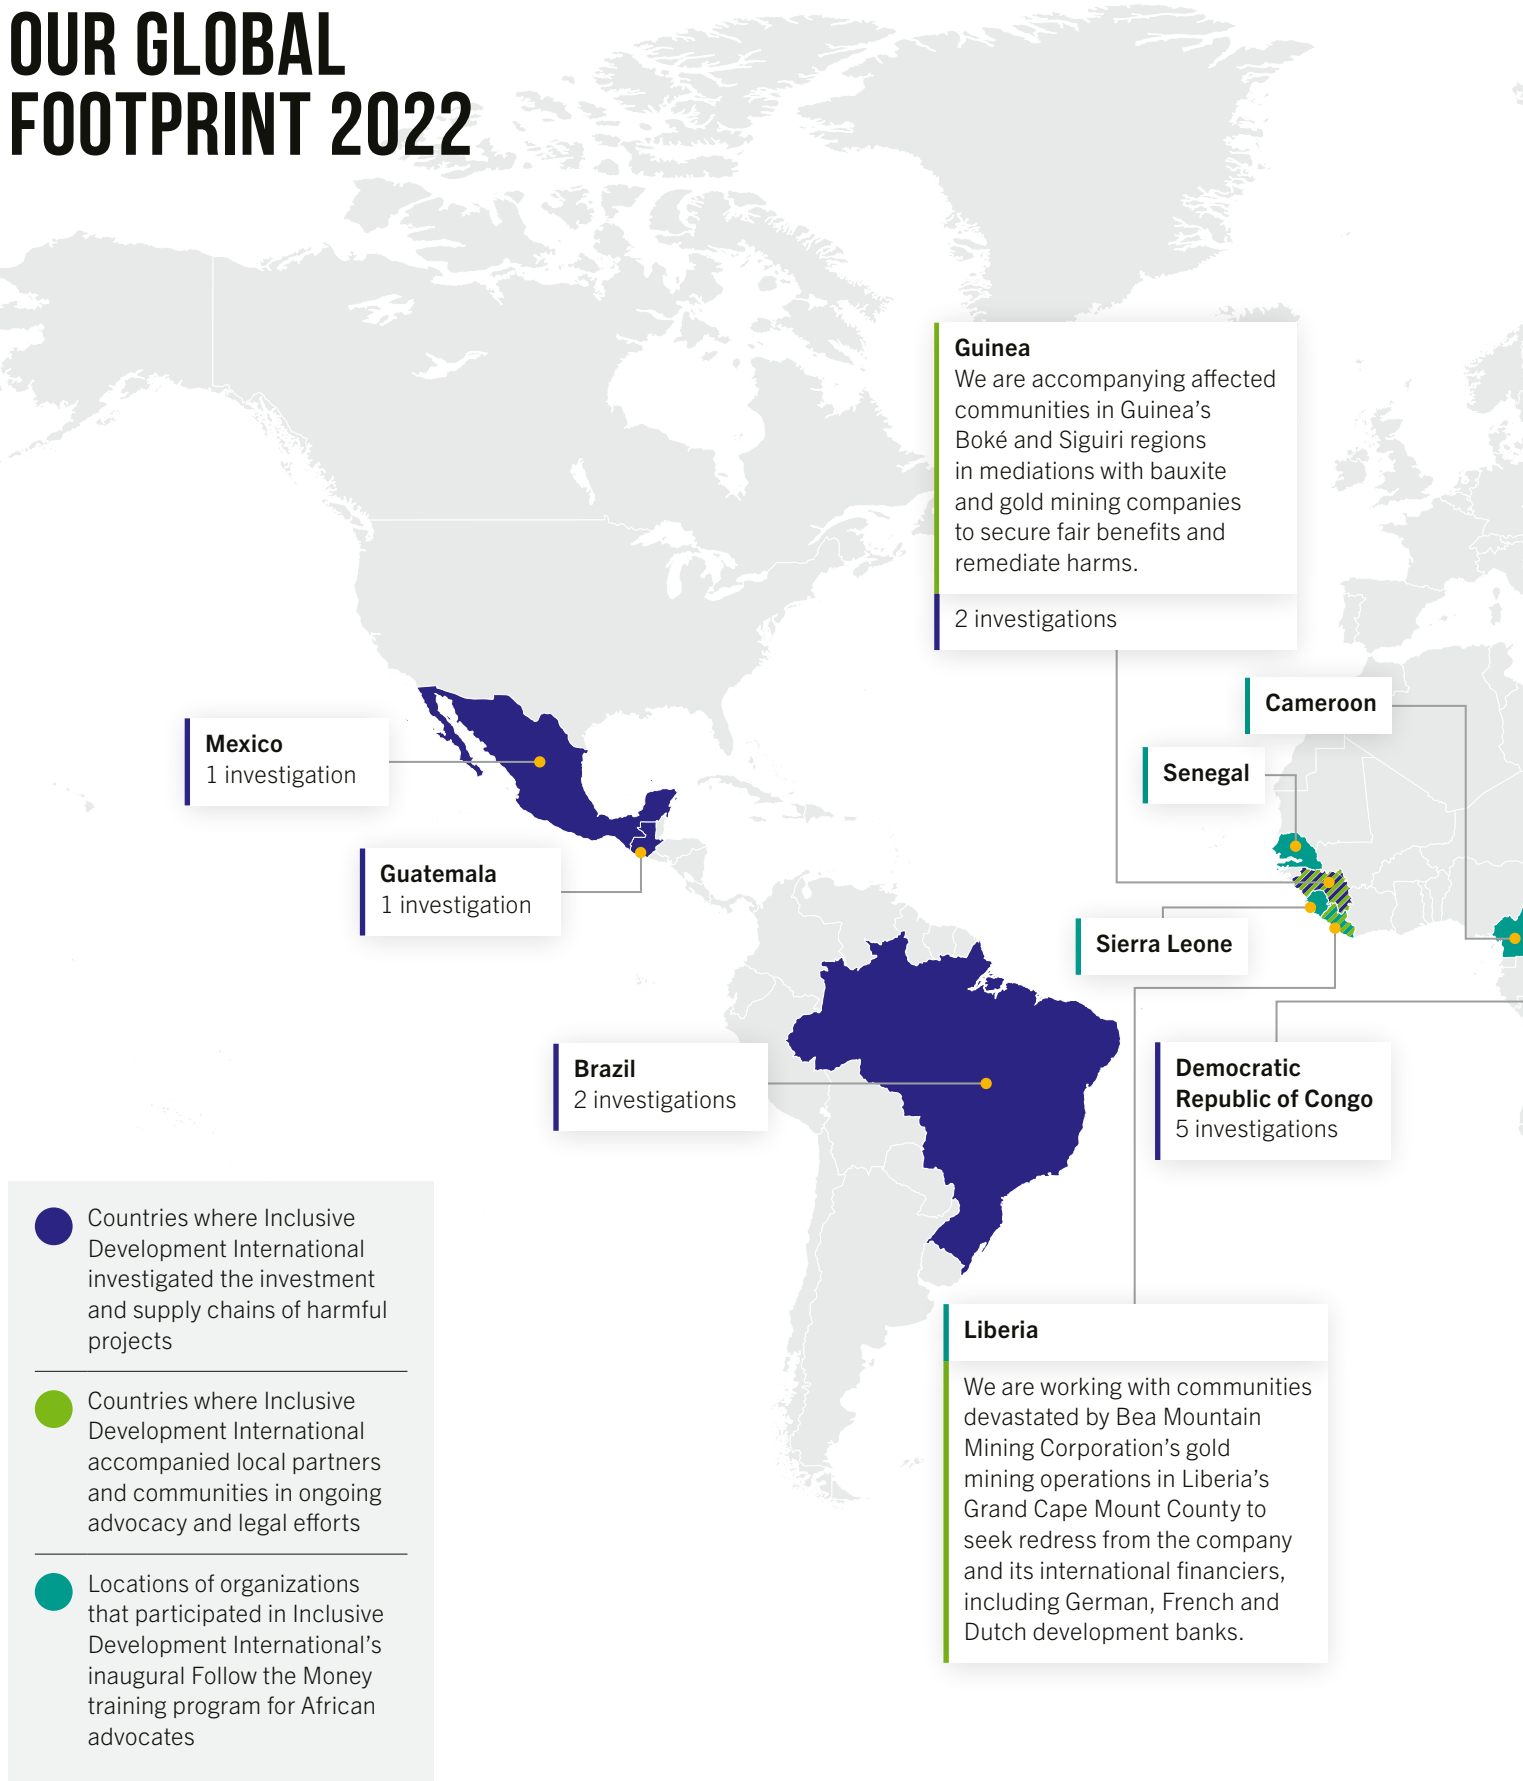 OUR GLOBAL
FOOTPRINT 2022
Guinea
We are accompanying affected
communities in Guinea’s
Boké and Siguiri regions
in mediations with bauxite
and gold mining companies
to secure fair benefits and
remediate harms.
2 investigations
Cameroon
Mexico
1 investigation
Senegal
Guatemala
1 investigation
Sierra Leone
Brazil
2 investigations
Democratic
Republic of Congo
5 investigations
Countries where Inclusive
Development International
investigated the investment
and supply chains of harmful
projects
Countries where Inclusive
Development International
accompanied local partners
and communities in ongoing
advocacy and legal efforts
Locations of organizations
that participated in Inclusive
Development International’s
inaugural Follow the Money
training program for African
advocates
Liberia
We are working with communities
devastated by Bea Mountain
Mining Corporation’s gold
mining operations in Liberia’s
Grand Cape Mount County to
seek redress from the company
and its international financiers,
including German, French and
Dutch development banks.